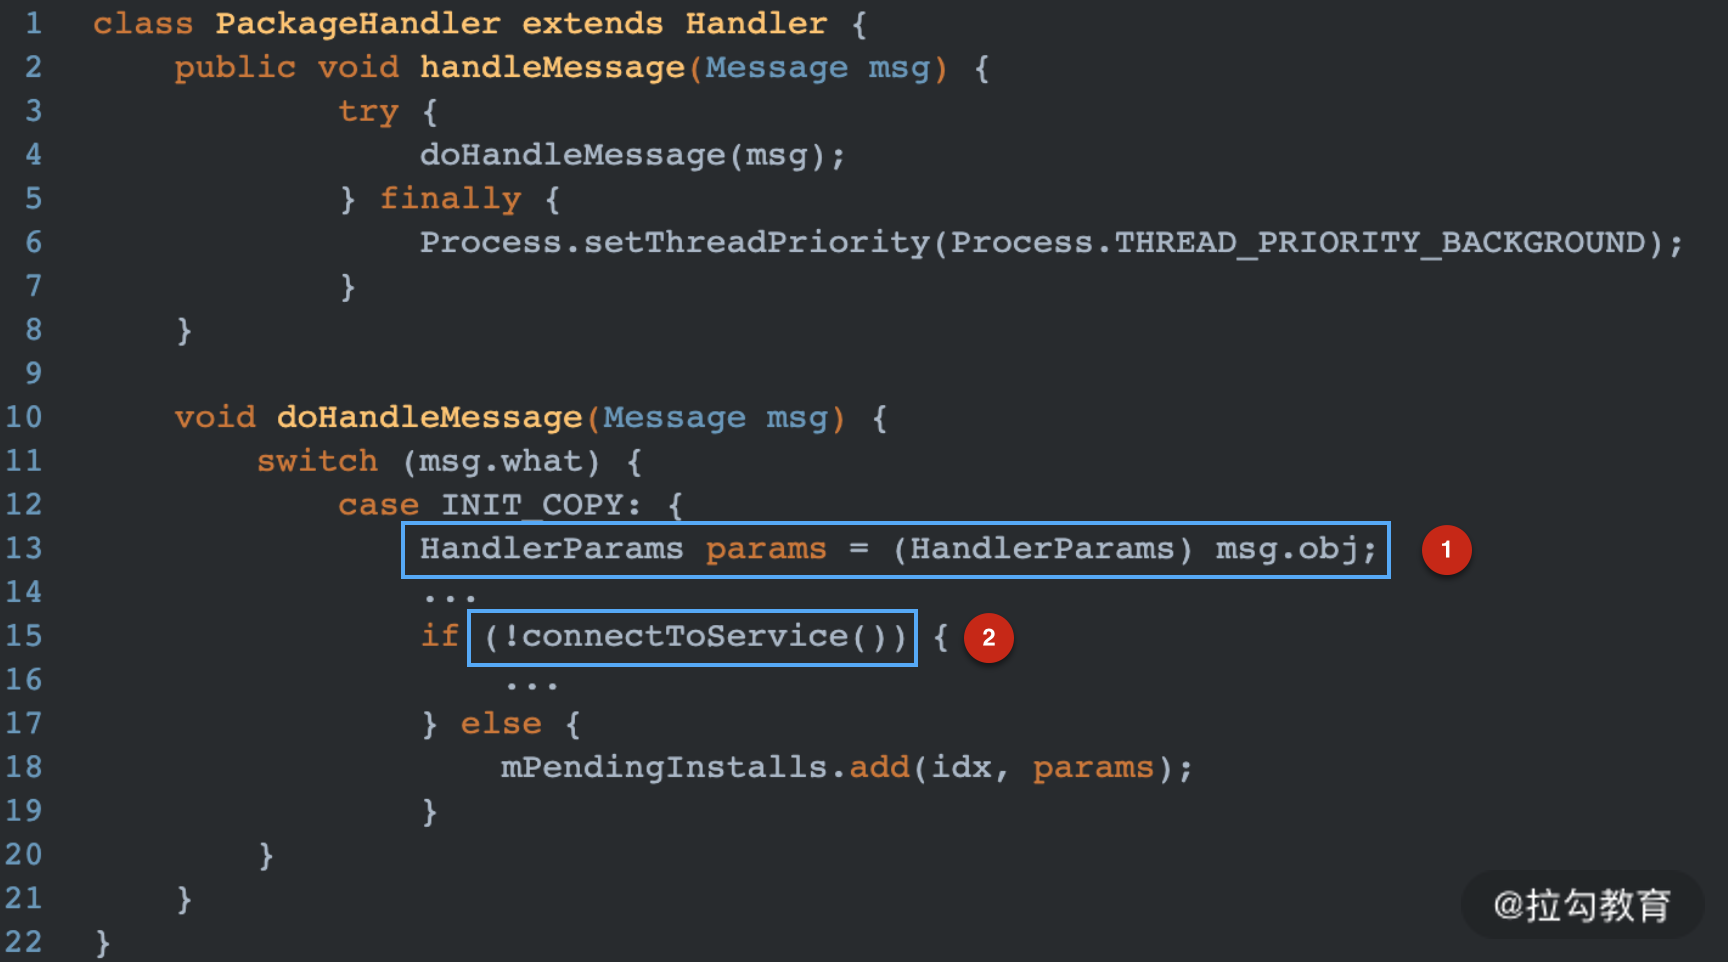 1 class PackageHandler extends Handler {
2 public void handleMessage(Message msg) {
3 try {
4 doHandleMessage(msg);
5 } finally {
6 Process.setThreadPriority(Process.THREAD_PRIORITY_BACKGROUND);
7 }
8 }
9
10 void doHandleMessage(Message msg) {
11 switch (msg.what) {
12 case INIT_COPY: {
13 HandlerParams params = (HandlerParams) msg.obj; 1
14 ...
15 if (!connectToService()) { 2
16 ...
17 } else {
18 mPendingInstalls.add(idx, params);
19 }
20 }
21 }
22 }
@拉勾教育